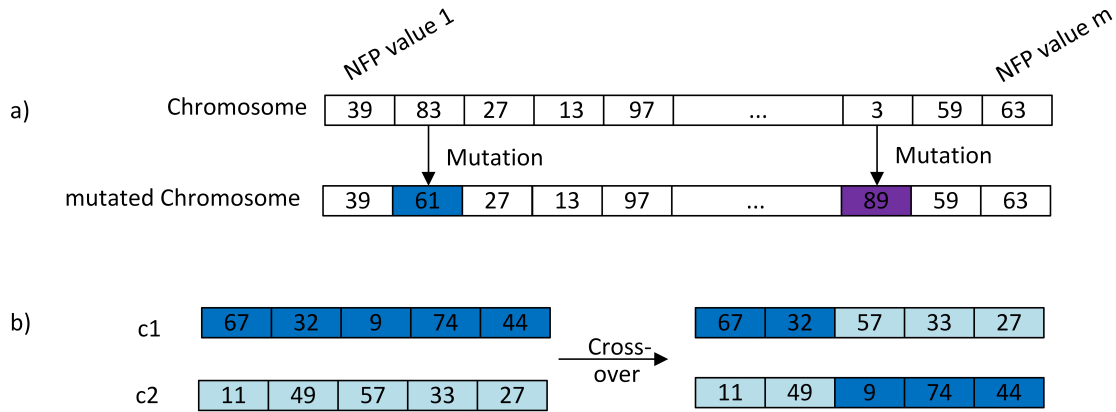 NFP value 1
NFP value m
a)
Chromosome 39 83 27 13 97 ... 3 59 63
Mutation Mutation
mutated Chromosome 39 61 27 13 97 ... 89 59 63
b)
c1 67 32 9 74 44 67 32 57 33 27
Cross-
over
c2 11 49 57 33 27 11 49 9 74 44